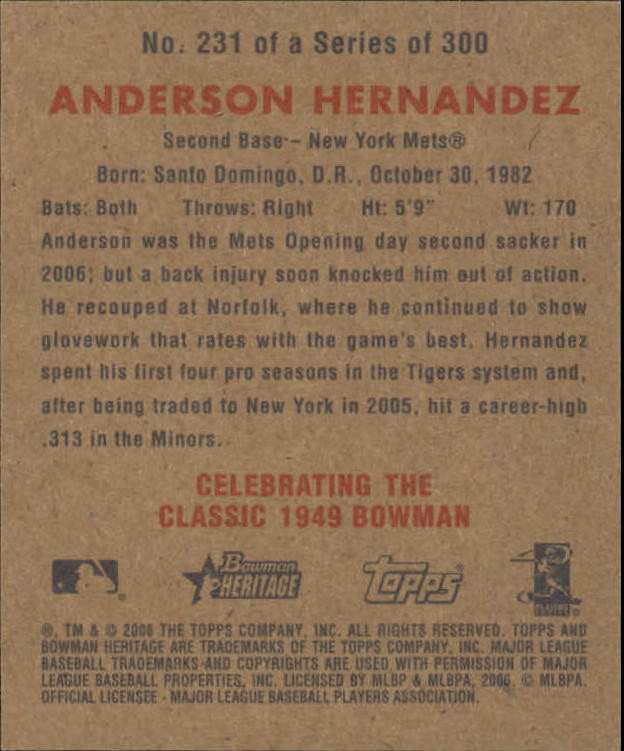 No. 231 of a Series of 300
ANDERSON HERNANDEZ
Second Base – New York Mets®
Born: Santo Domingo, D.R., October 30, 1982
Bats: Both Throws: Right Ht: 5'9" Wt: 170
Anderson was the Mets Opening day second sacker in
2006; but a back injury soon knocked him out of action.
He recouped at Norfolk, where he continued to show
glovework that rates with the game's best. Hernandez
spent his first four pro seasons in the Tigers system and,
after being traded to New York in 2005, hit a career-high
.313 in the Minors.
CELEBRATING THE
CLASSIC 1949 BOWMAN
Bowman
HERITAGE
Topps
®, TM & © 2006 THE TOPPS COMPANY, INC. ALL RIGHTS RESERVED. TOPPS AND
BOWMAN HERITAGE ARE TRADEMARKS OF THE TOPPS COMPANY, INC. MAJOR LEAGUE
BASEBALL TRADEMARKS AND COPYRIGHTS ARE USED WITH PERMISSION OF MAJOR
LEAGUE BASEBALL PROPERTIES, INC. LICENSED BY MLBP & MLBPA, 2006, © MLBPA.
OFFICIAL LICENSEE - MAJOR LEAGUE BASEBALL PLAYERS ASSOCIATION.